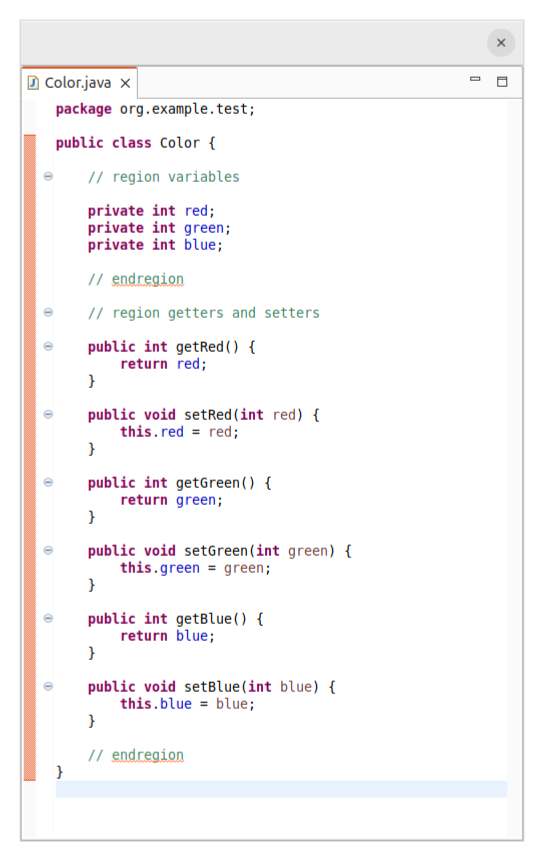 Color.java
package org.example.test;
public class Color {
// region variables
private int red;
private int green;
private int blue;
// endregion
// region getters and setters
public int getRed() {
return red;
}
public void setRed(int red) {
this.red = red;
}
public int getGreen() {
return green;
}
public void setGreen(int green) {
this.green = green;
}
public int getBlue() {
return blue;
}
public void setBlue(int blue) {
this.blue = blue;
}
// endregion
}